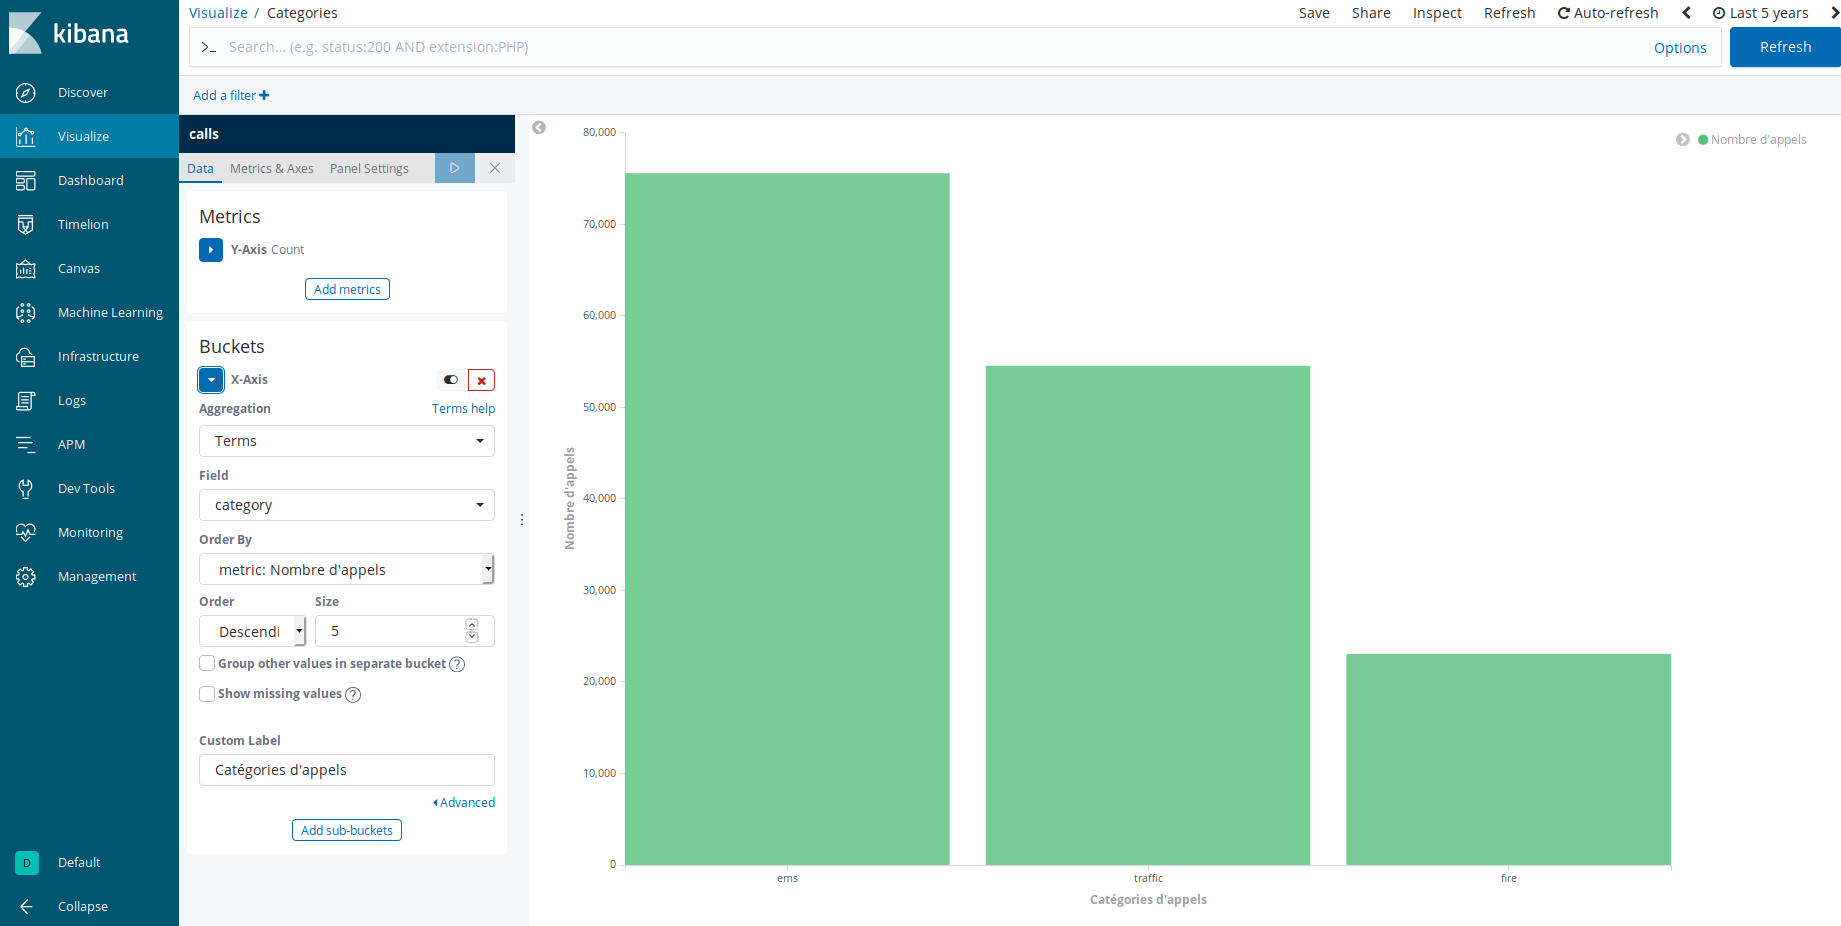 kibana
Discover
Visualize
Dashboard
Timelion
Canvas
Machine Learning
Infrastructure
Logs
APM
Dev Tools
Monitoring
Management
D Default
Collapse
Visualize / Categories
Save Share Inspect Refresh Auto-refresh Last 5 years
>_ Search... (e.g. status:200 AND extension:PHP) Options Refresh
Add a filter
calls
Data Metrics & Axes Panel Settings
Metrics
Y-Axis Count
Add metrics
Buckets
X-Axis
Aggregation Terms help
Terms
Field
category
Order By
metric: Nombre d'appels
Order Size
Descendi 5
Group other values in separate bucket ?
Show missing values ?
Custom Label
Catégories d'appels
Advanced
Add sub-buckets
Nombre d'appels
80,000
70,000
60,000
50,000
40,000
30,000
20,000
10,000
0
Nombre d'appels
ems traffic fire
Catégories d'appels